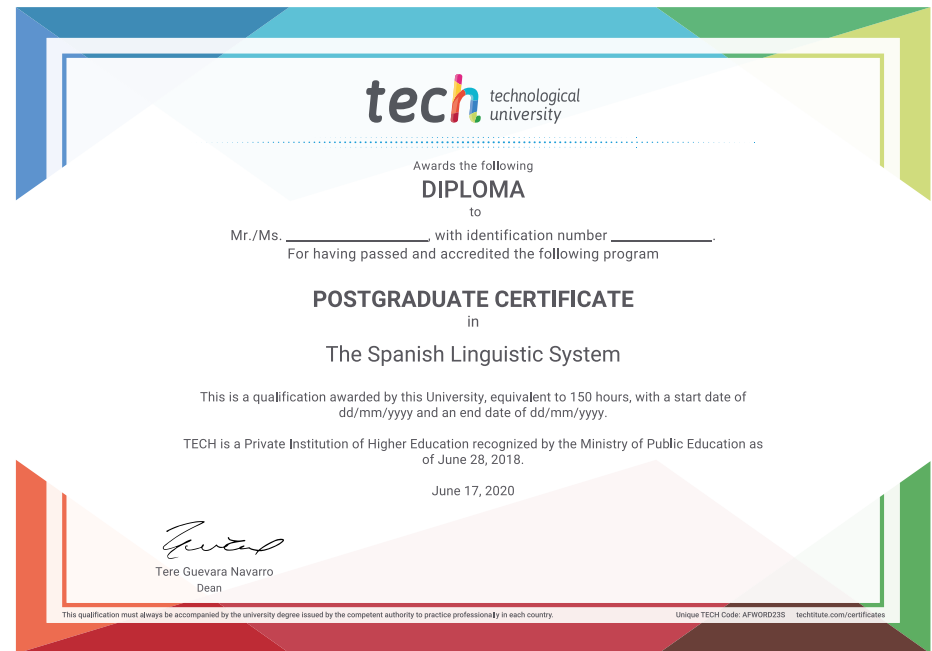 tech technological
university
Awards the following
DIPLOMA
to
Mr./Ms. ____________, with identification number ____________.
For having passed and accredited the following program
POSTGRADUATE CERTIFICATE
in
The Spanish Linguistic System
This is a qualification awarded by this University, equivalent to 150 hours, with a start date of
dd/mm/yyyy and an end date of dd/mm/yyyy.
TECH is a Private Institution of Higher Education recognized by the Ministry of Public Education as
of June 28, 2018.
June 17, 2020
Tere Guevara Navarro
Dean
This qualification must always be accompanied by the university degree issued by the competent authority to practice professionally in each country. Unique TECH Code: AFWORD23S techtitute.com/certificates